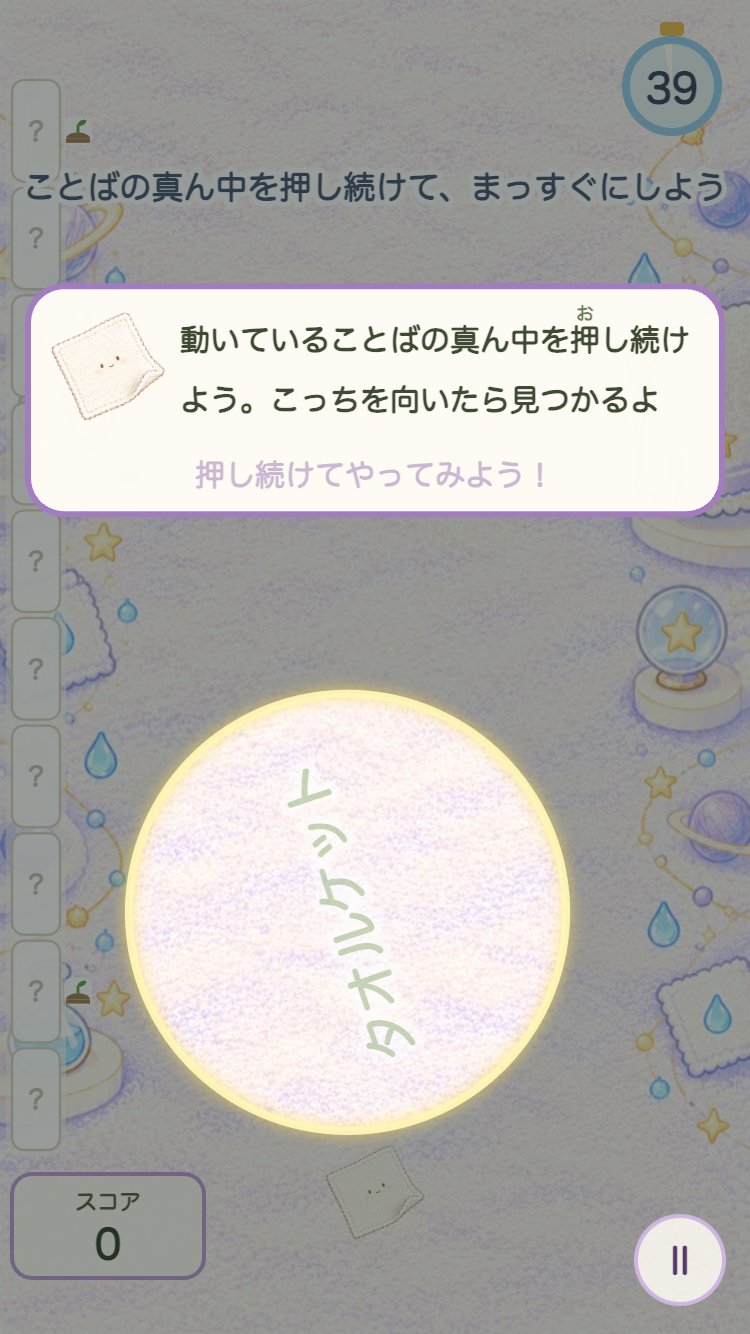 39
?
ことばの真ん中を押し続けて、まっすぐにしよう
?
お
動いていることばの真ん中を押し続け
よう。こっちを向いたら見つかるよ
押し続けてやってみよう！
?
?
?
?
?
?
タオルケット
スコア
0